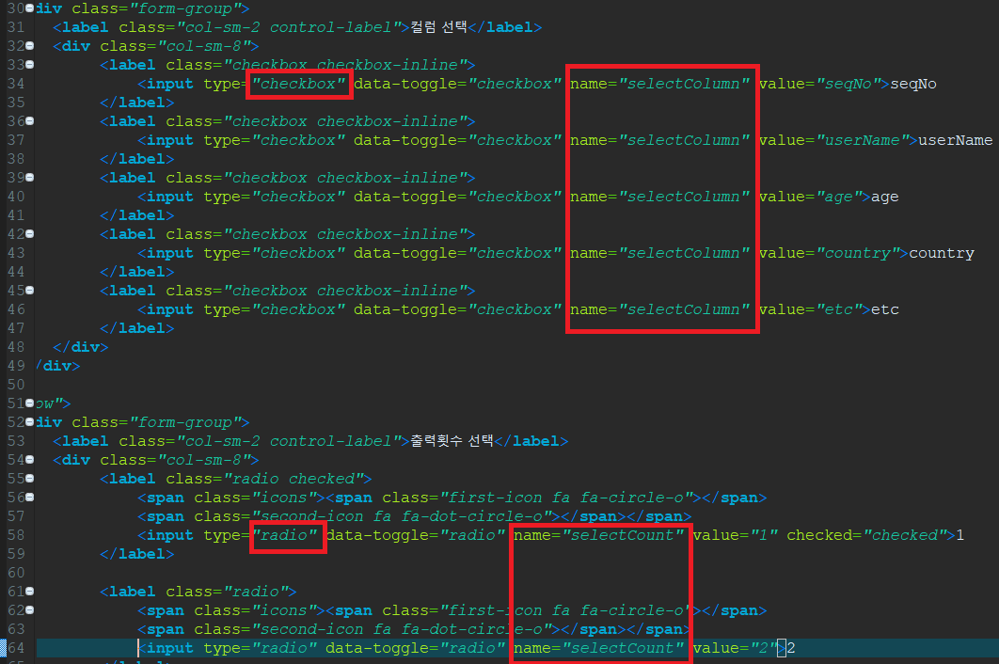 30 div class="form-group">
31 <label class="col-sm-2 control-label">컬럼 선택</label>
32 <div class="col-sm-8">
33 <label class="checkbox checkbox-inline">
34 <input type="checkbox" data-toggle="checkbox" name="selectColumn" value="seqNo">seqNo
35 </label>
36 <label class="checkbox checkbox-inline">
37 <input type="checkbox" data-toggle="checkbox" name="selectColumn" value="userName">userName
38 </label>
39 <label class="checkbox checkbox-inline">
40 <input type="checkbox" data-toggle="checkbox" name="selectColumn" value="age">age
41 </label>
42 <label class="checkbox checkbox-inline">
43 <input type="checkbox" data-toggle="checkbox" name="selectColumn" value="country">country
44 </label>
45 <label class="checkbox checkbox-inline">
46 <input type="checkbox" data-toggle="checkbox" name="selectColumn" value="etc">etc
47 </label>
48 </div>
49 /div>
50
51 ow">
52 div class="form-group">
53 <label class="col-sm-2 control-label">출력횟수 선택</label>
54 <div class="col-sm-8">
55 <label class="radio checked">
56 <span class="icons"><span class="first-icon fa fa-circle-o"></span>
57 <span class="second-icon fa fa-dot-circle-o"></span></span>
58 <input type="radio" data-toggle="radio" name="selectCount" value="1" checked="checked">1
59 </label>
60
61 <label class="radio">
62 <span class="icons"><span class="first-icon fa fa-circle-o"></span>
63 <span class="second-icon fa fa-dot-circle-o"></span></span>
64 <input type="radio" data-toggle="radio" name="selectCount" value="2">2